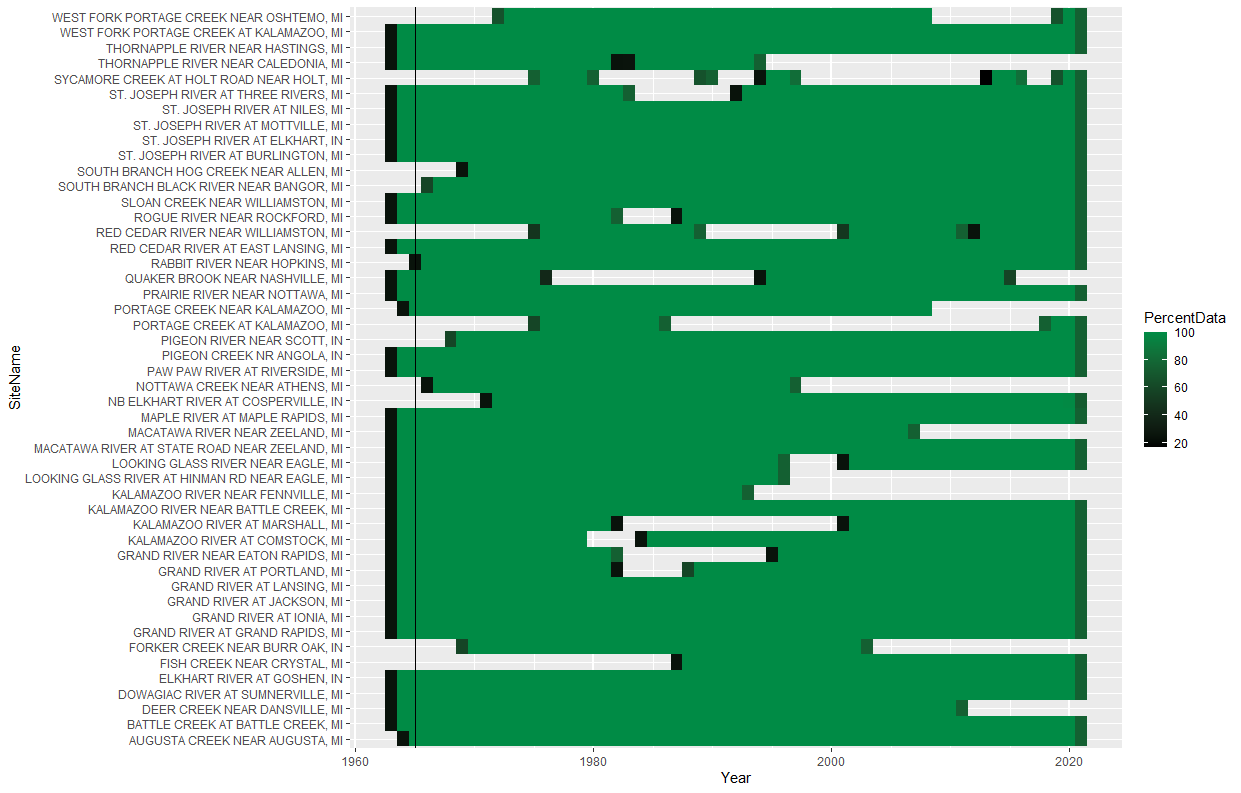 WEST FORK PORTAGE CREEK NEAR OSHTEMO, MI
WEST FORK PORTAGE CREEK AT KALAMAZOO, MI
THORNAPPLE RIVER NEAR HASTINGS, MI
THORNAPPLE RIVER NEAR CALEDONIA, MI
SYCAMORE CREEK AT HOLT ROAD NEAR HOLT, MI
ST. JOSEPH RIVER AT THREE RIVERS, MI
ST. JOSEPH RIVER AT NILES, MI
ST. JOSEPH RIVER AT MOTTVILLE, MI
ST. JOSEPH RIVER AT ELKHART, IN
ST. JOSEPH RIVER AT BURLINGTON, MI
SOUTH BRANCH HOG CREEK NEAR ALLEN, MI
SOUTH BRANCH BLACK RIVER NEAR BANGOR, MI
SLOAN CREEK NEAR WILLIAMSTON, MI
ROGUE RIVER NEAR ROCKFORD, MI
RED CEDAR RIVER NEAR WILLIAMSTON, MI
RED CEDAR RIVER AT EAST LANSING, MI
RABBIT RIVER NEAR HOPKINS, MI
QUAKER BROOK NEAR NASHVILLE, MI
PRAIRIE RIVER NEAR NOTTAWA, MI
PORTAGE CREEK NEAR KALAMAZOO, MI
PORTAGE CREEK AT KALAMAZOO, MI
PIGEON RIVER NEAR SCOTT, IN
PIGEON CREEK NR ANGOLA, IN
PAW PAW RIVER AT RIVERSIDE, MI
NOTTAWA CREEK NEAR ATHENS, MI
NB ELKHART RIVER AT COSPERVILLE, IN
MAPLE RIVER AT MAPLE RAPIDS, MI
MACATAWA RIVER NEAR ZEELAND, MI
MACATAWA RIVER AT STATE ROAD NEAR ZEELAND, MI
LOOKING GLASS RIVER NEAR EAGLE, MI
LOOKING GLASS RIVER AT HINMAN RD NEAR EAGLE, MI
KALAMAZOO RIVER NEAR FENNVILLE, MI
KALAMAZOO RIVER NEAR BATTLE CREEK, MI
KALAMAZOO RIVER AT MARSHALL, MI
KALAMAZOO RIVER AT COMSTOCK, MI
GRAND RIVER NEAR EATON RAPIDS, MI
GRAND RIVER AT PORTLAND, MI
GRAND RIVER AT LANSING, MI
GRAND RIVER AT JACKSON, MI
GRAND RIVER AT IONIA, MI
GRAND RIVER AT GRAND RAPIDS, MI
FORKER CREEK NEAR BURR OAK, IN
FISH CREEK NEAR CRYSTAL, MI
ELKHART RIVER AT GOSHEN, IN
DOWAGIAC RIVER AT SUMNERVILLE, MI
DEER CREEK NEAR DANSVILLE, MI
BATTLE CREEK AT BATTLE CREEK, MI
AUGUSTA CREEK NEAR AUGUSTA, MI
SiteName
1960 1980 2000 2020
Year
PercentData
100
80
60
40
20